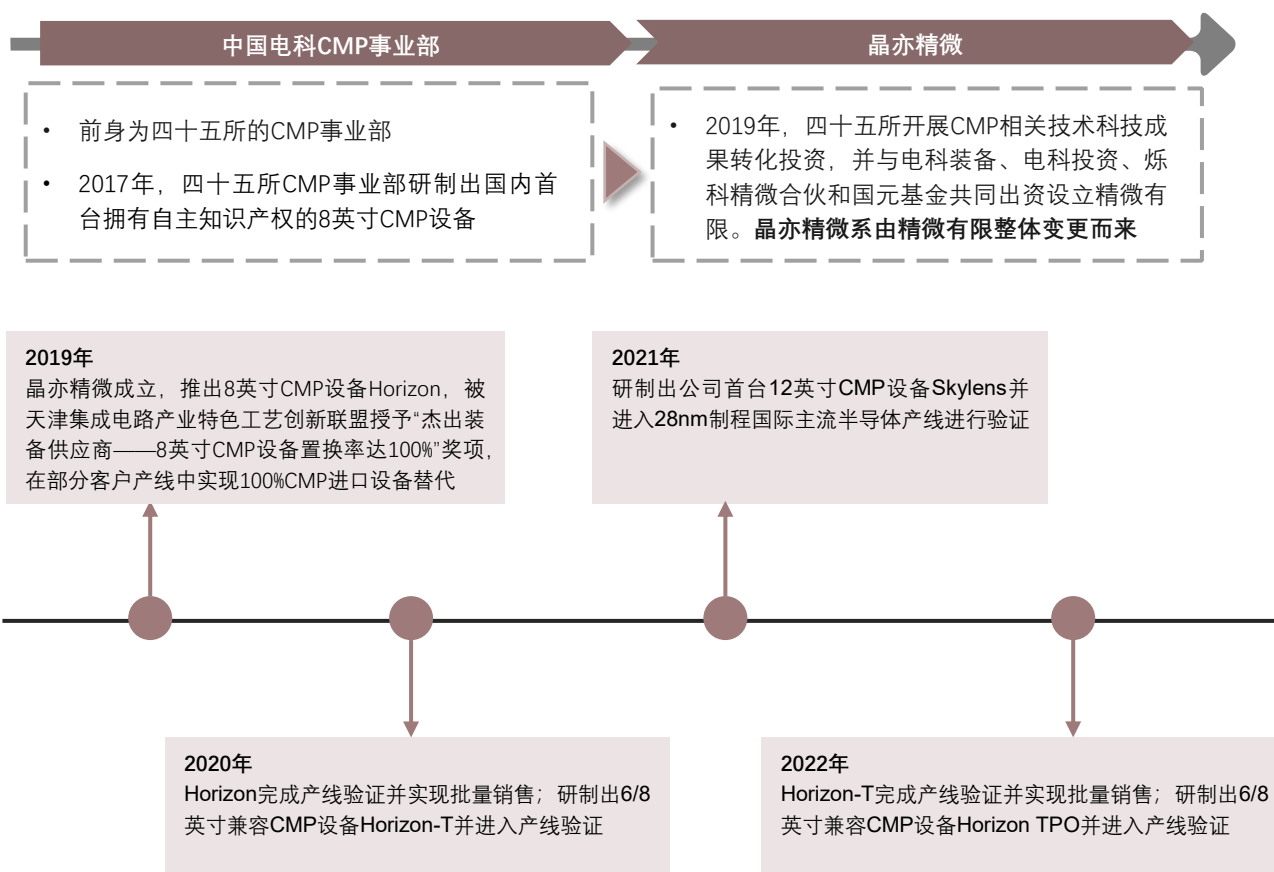 中国电科CMP事业部
晶亦精微
• 前身为四十五所的CMP事业部
• 2017年，四十五所CMP事业部研制出国内首
台拥有自主知识产权的8英寸CMP设备
• 2019年，四十五所开展CMP相关技术科技成
果转化投资，并与电科装备、电科投资、烁
科精微合伙和国元基金共同出资设立精微有
限。晶亦精微系由精微有限整体变更而来
2019年
晶亦精微成立，推出8英寸CMP设备Horizon，被
天津集成电路产业特色工艺创新联盟授予“杰出装
备供应商——8英寸CMP设备置换率达100%”奖项，
在部分客户产线中实现100%CMP进口设备替代
2021年
研制出公司首台12英寸CMP设备Skylens并
进入28nm制程国际主流半导体产线进行验证
2020年
Horizon完成产线验证并实现批量销售；研制出6/8
英寸兼容CMP设备Horizon-T并进入产线验证
2022年
Horizon-T完成产线验证并实现批量销售；研制出6/8
英寸兼容CMP设备Horizon TPO并进入产线验证